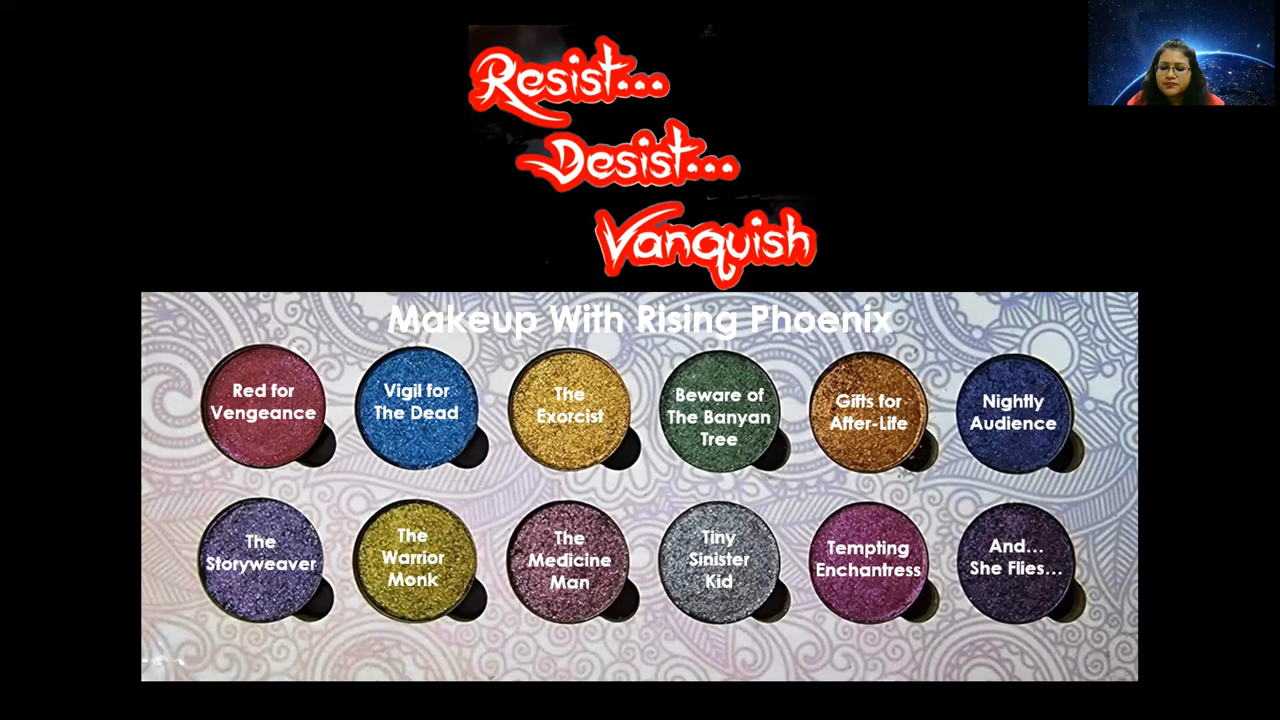 Resist...
Desist...
Vanquish
Makeup With Rising Phoenix
Red for
Vengeance
Vigil for
The Dead
The
Exorcist
Beware of
The Banyan
Tree
Gifts for
After-Life
Nightly
Audience
The
Storyweaver
The
Warrior
Monk
The
Medicine
Man
Tiny
Sinister
Kid
Tempting
Enchantress
And...
She Flies...